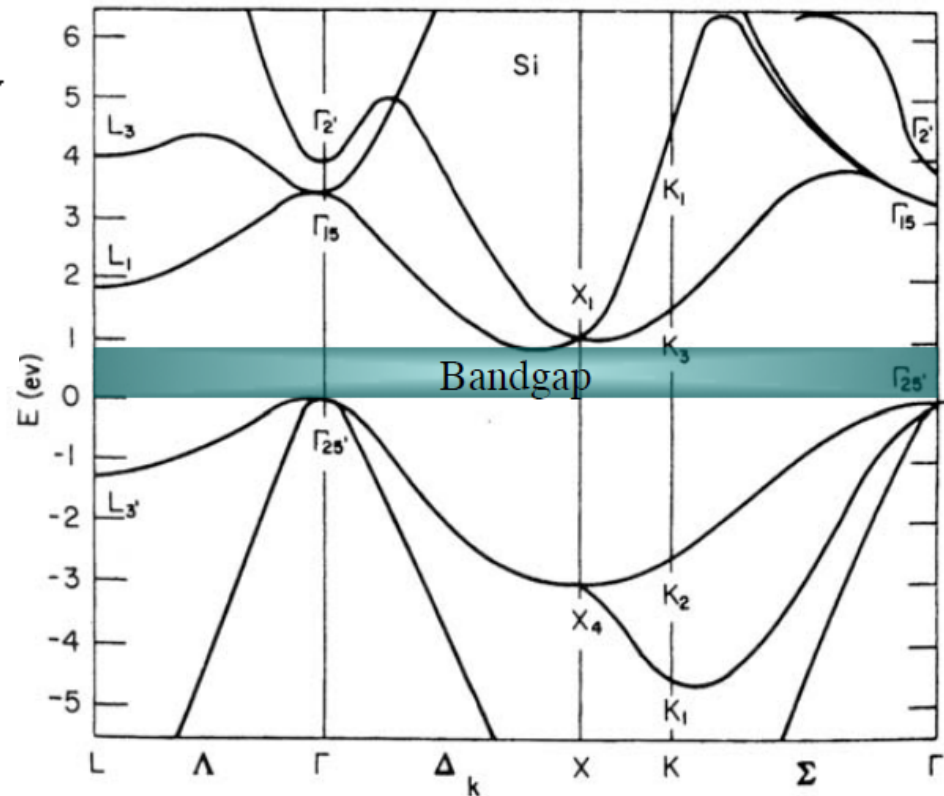 6
5
4
3
2
1
0
-1
-2
-3
-4
-5
E (ev)
Si
L₃
L₁
L₃'
Γ₂'
Γ₁₅
Γ₂₅'
X₁
X₄
K₁
K₃
K₂
K₁
Γ₂'
Γ₁₅
Γ₂₅'
Bandgap
L Λ Γ Δ k X K Σ Γ